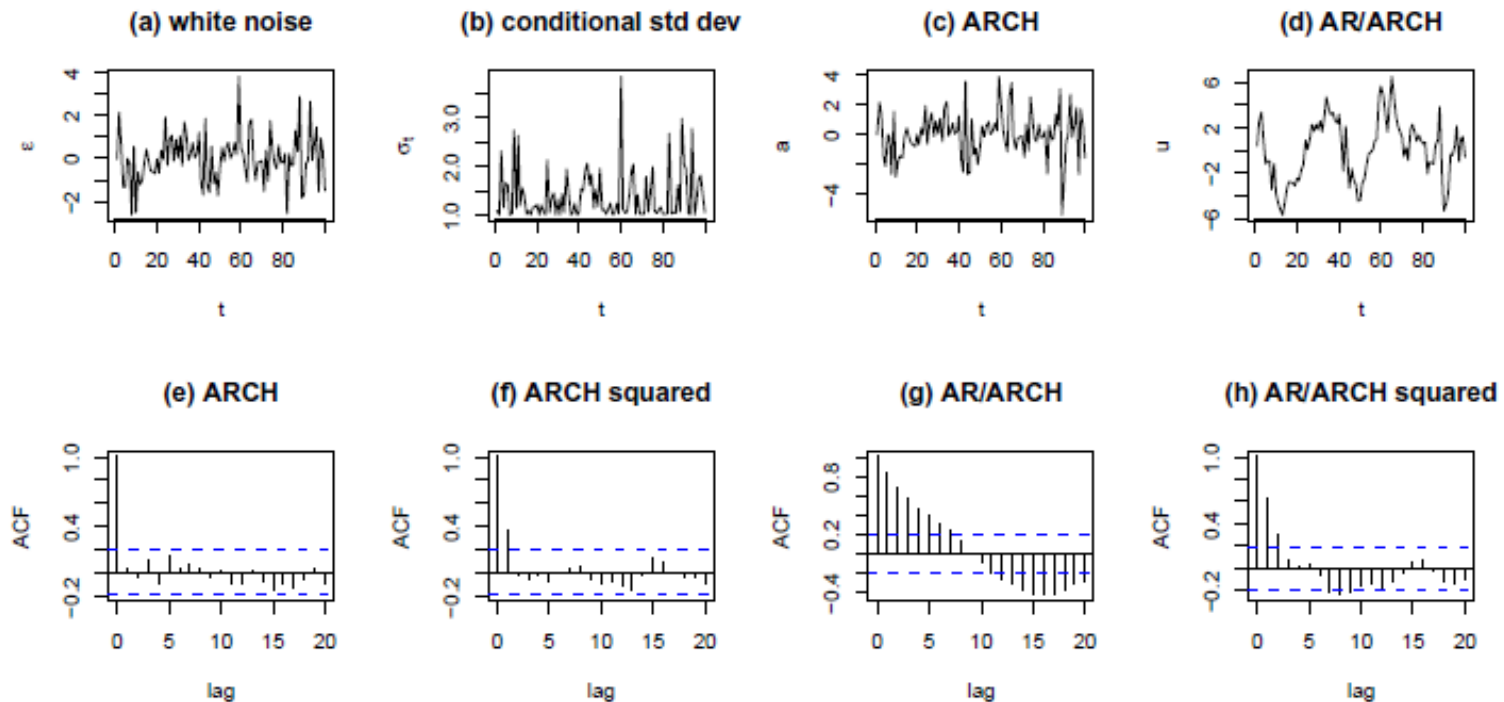 (a) white noise
(b) conditional std dev
(c) ARCH
(d) AR/ARCH
ε
4
2
0
−2
0 20 40 60 80
t
σt
3.0
2.0
1.0
0 20 40 60 80
t
a
4
2
0
−4
0 20 40 60 80
t
u
6
2
−2
−6
0 20 40 60 80
t
(e) ARCH
(f) ARCH squared
(g) AR/ARCH
(h) AR/ARCH squared
ACF
1.0
0.4
−0.2
0 5 10 15 20
lag
ACF
1.0
0.4
−0.2
0 5 10 15 20
lag
ACF
0.8
0.2
−0.4
0 5 10 15 20
lag
ACF
1.0
0.4
−0.2
0 5 10 15 20
lag